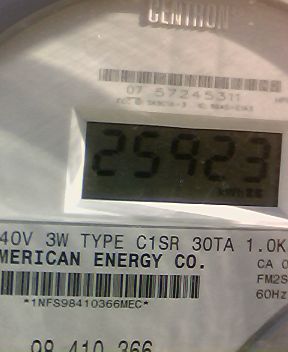 CENTRON
07 57245311
25923
40V 3W TYPE C1SR 30TA 1.0K
MERICAN ENERGY CO.
CA 0
FM2S
60Hz
*1NFS98410366MEC*
98 410 366